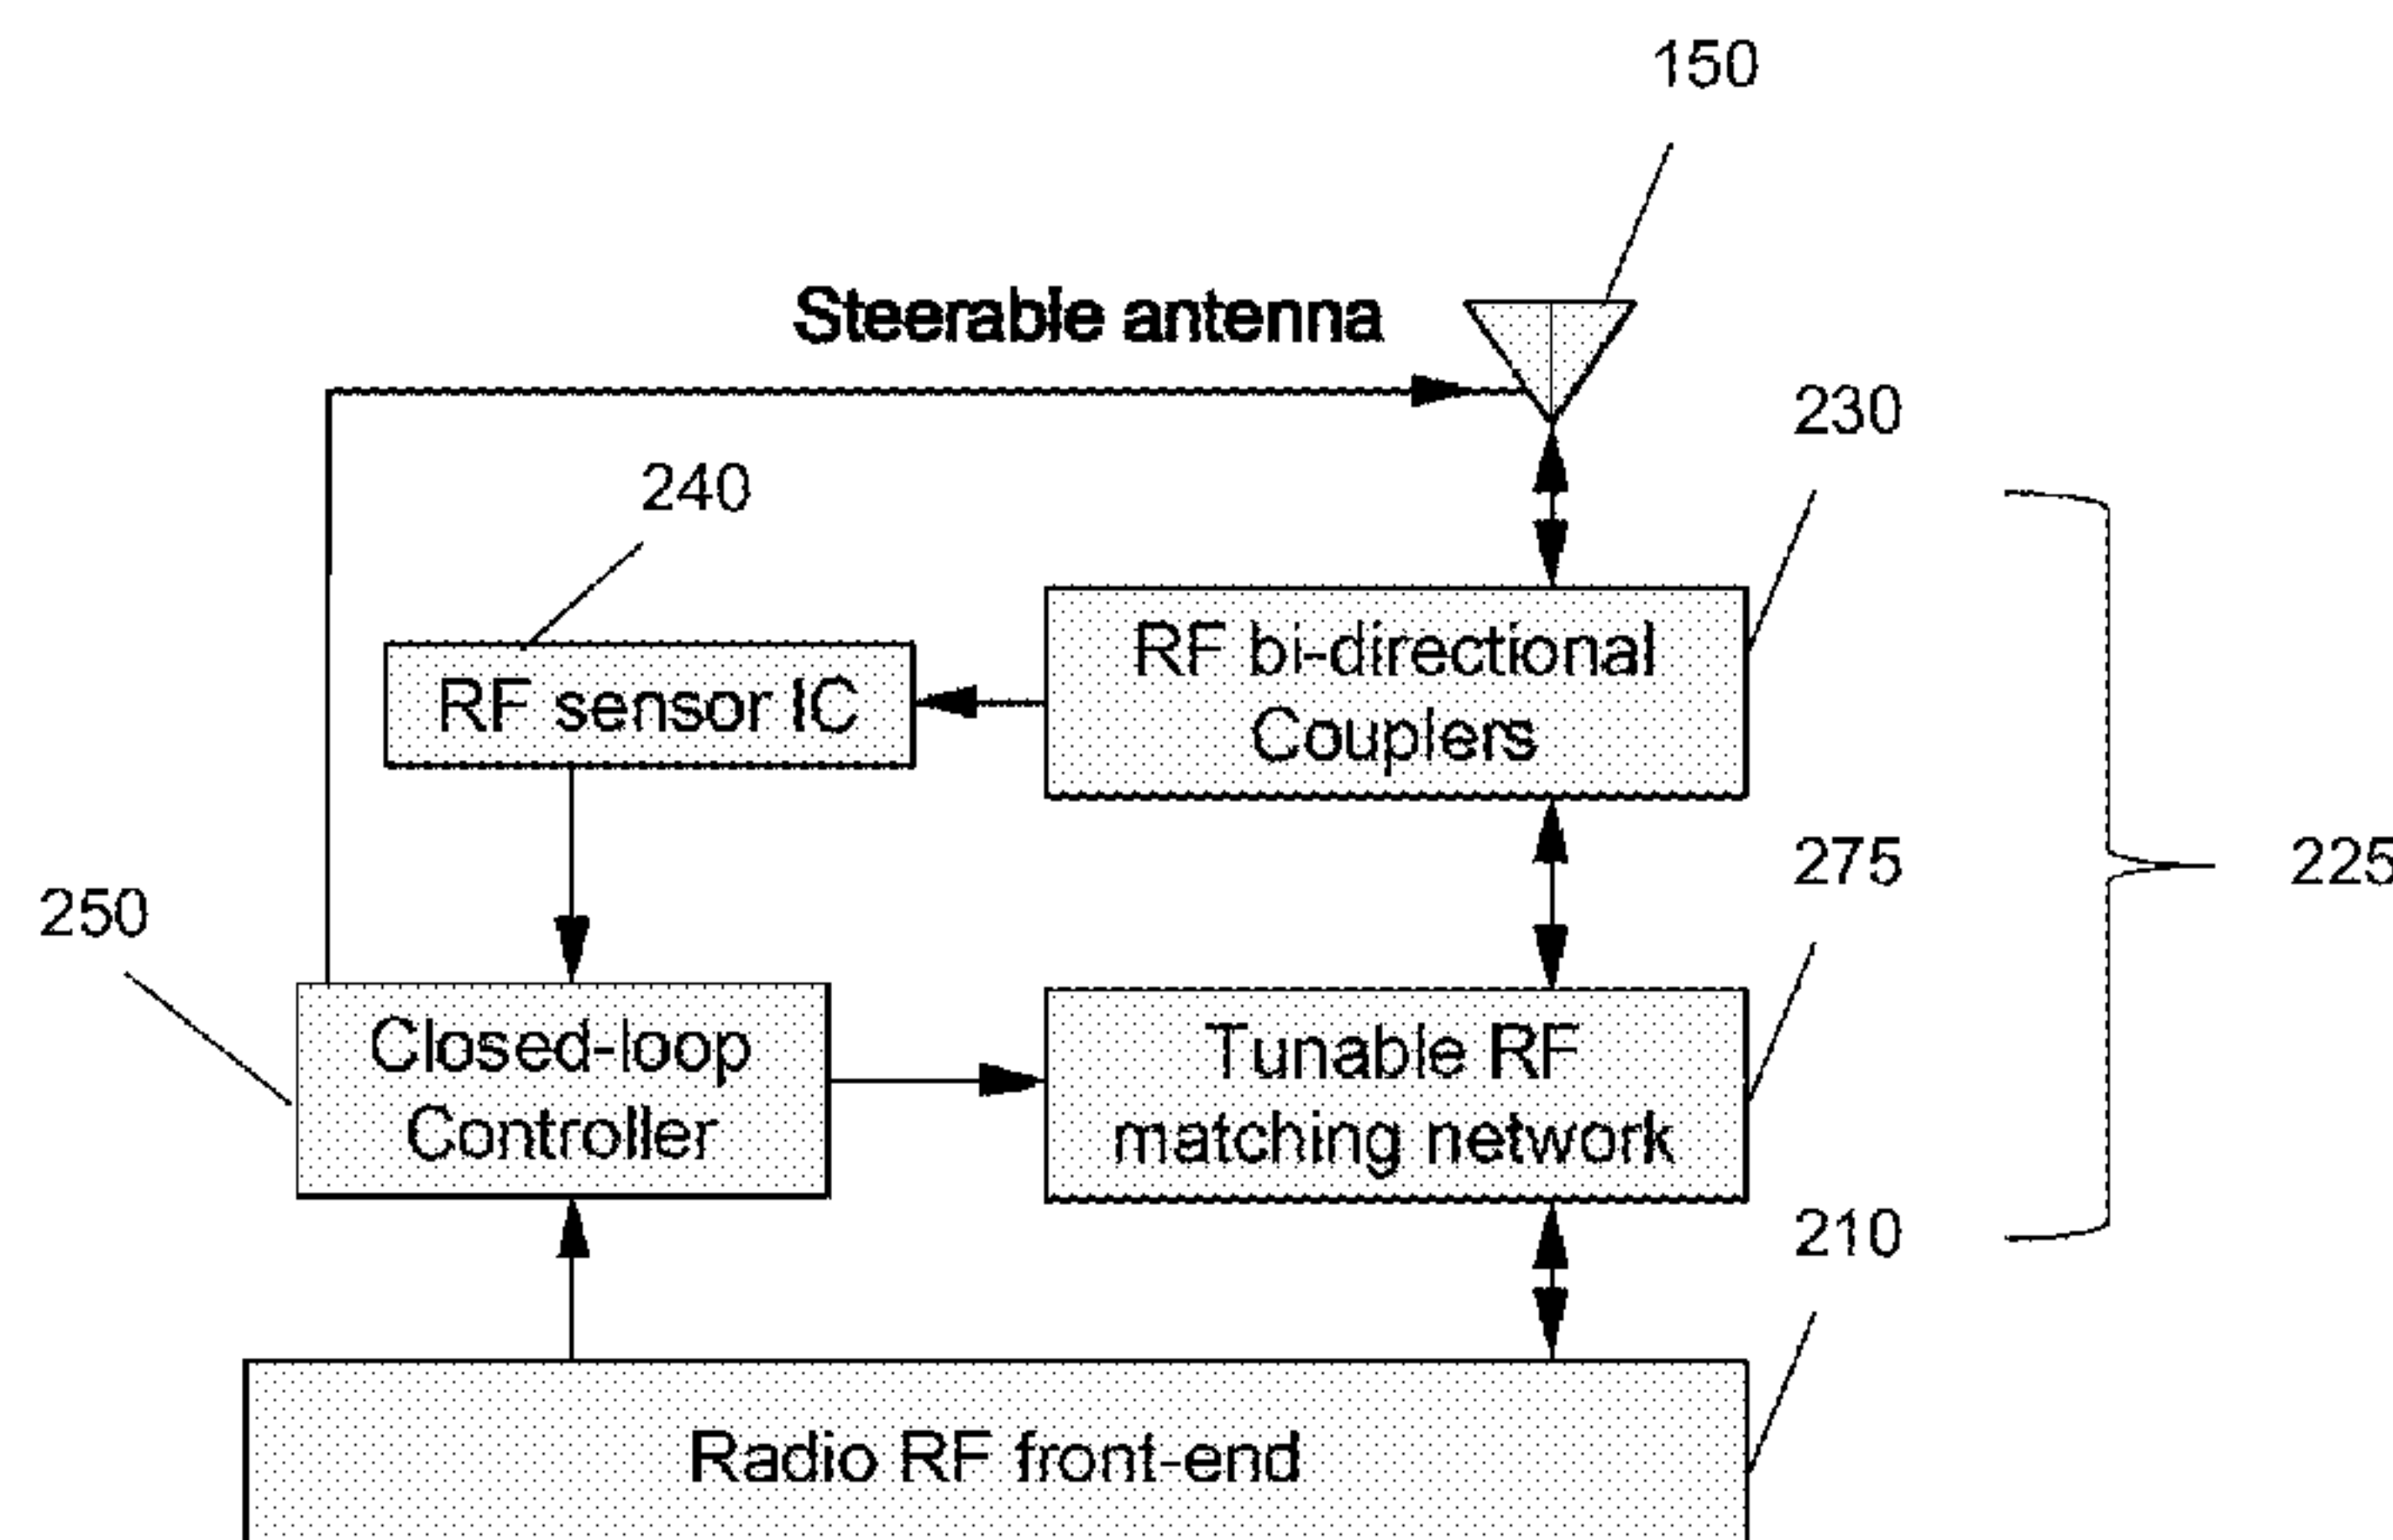 150
Steerable antenna
230
240
RF bi-directional
Couplers
RF sensor IC
275
225
250
Closed-loop
Controller
Tunable RF
matching network
210
Radio RF front-end